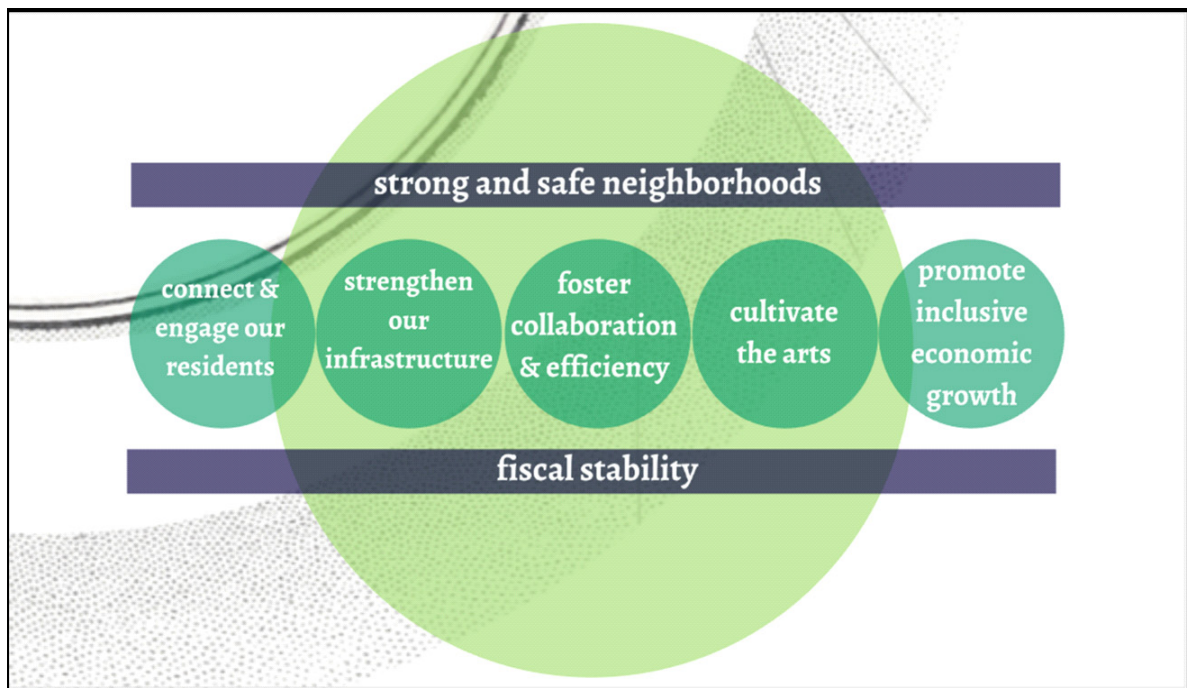 strong and safe neighborhoods
connect &
engage our
residents
strengthen
our
infrastructure
foster
collaboration
& efficiency
cultivate
the arts
promote
inclusive
economic
growth
fiscal stability